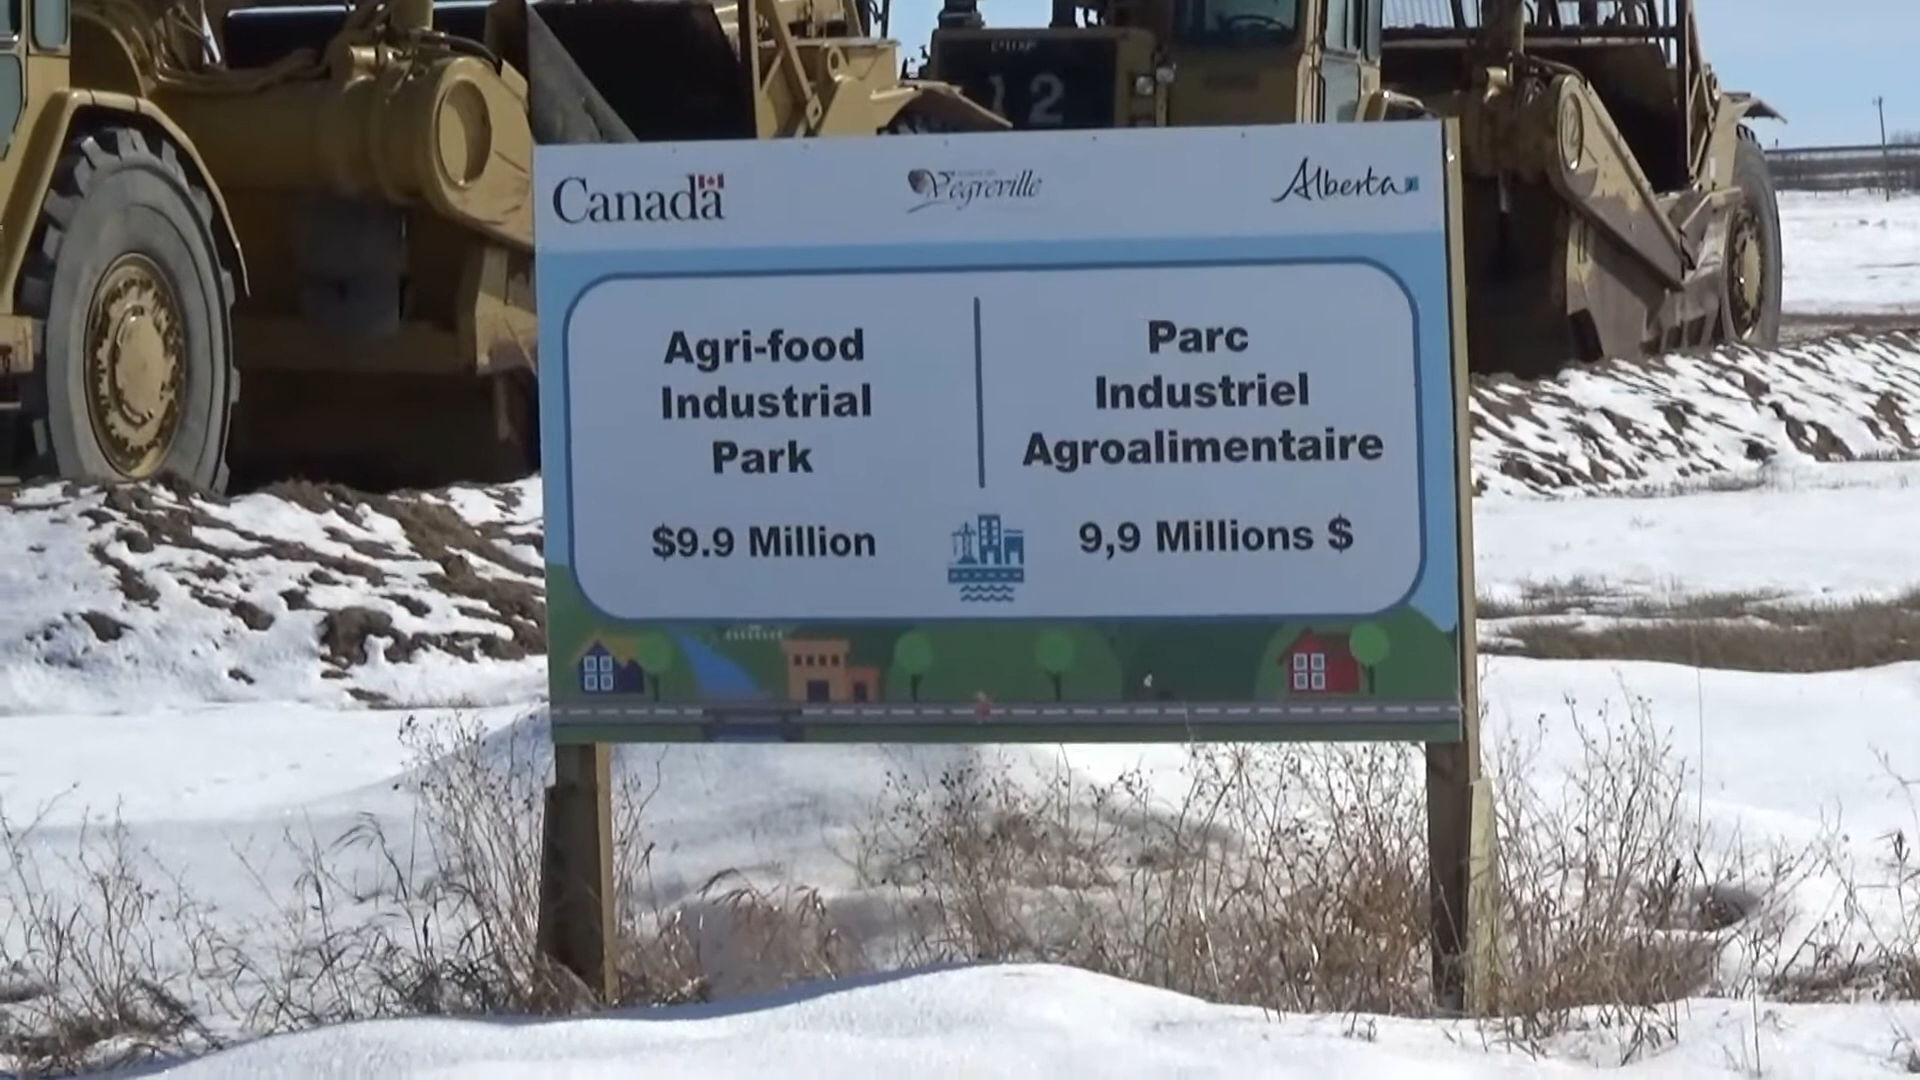 12
Canada
Vegreville
Alberta
Agri-food
Industrial
Park
$9.9 Million
Parc
Industriel
Agroalimentaire
9,9 Millions $